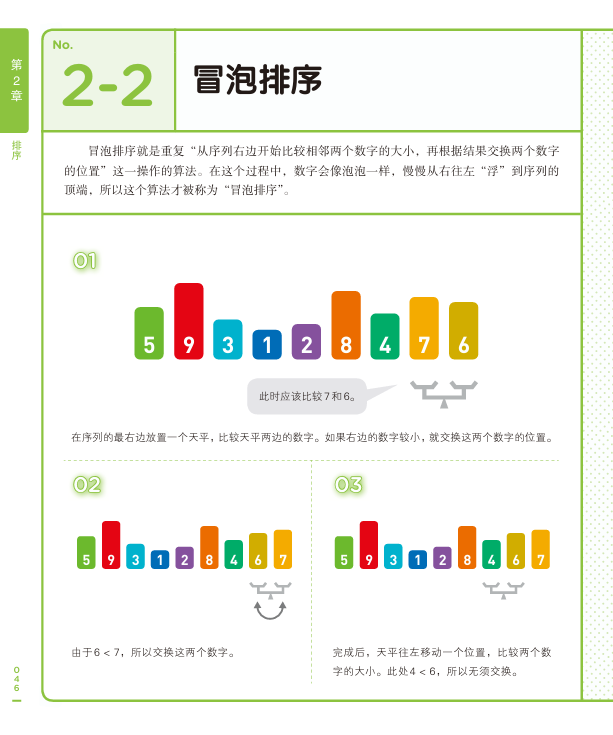 第2章
排序
No.
2-2
冒泡排序
冒泡排序就是重复“从序列右边开始比较相邻两个数字的大小，再根据结果交换两个数字
的位置”这一操作的算法。在这个过程中，数字会像泡泡一样，慢慢从右往左“浮”到序列的
顶端，所以这个算法才被称为“冒泡排序”。
01
5 9 3 1 2 8 4 7 6
此时应该比较7和6。
在序列的最右边放置一个天平，比较天平两边的数字。如果右边的数字较小，就交换这两个数字的位置。
02
5 9 3 1 2 8 4 6 7
由于6 < 7，所以交换这两个数字。
03
5 9 3 1 2 8 4 6 7
完成后，天平往左移动一个位置，比较两个数
字的大小。此处4 < 6，所以无须交换。
046